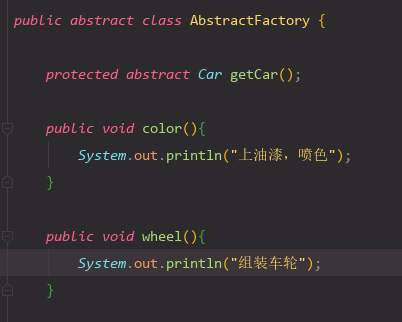 public abstract class AbstractFactory {
protected abstract Car getCar();
public void color(){
System.out.println("上油漆，喷色");
}
public void wheel(){
System.out.println("组装车轮");
}